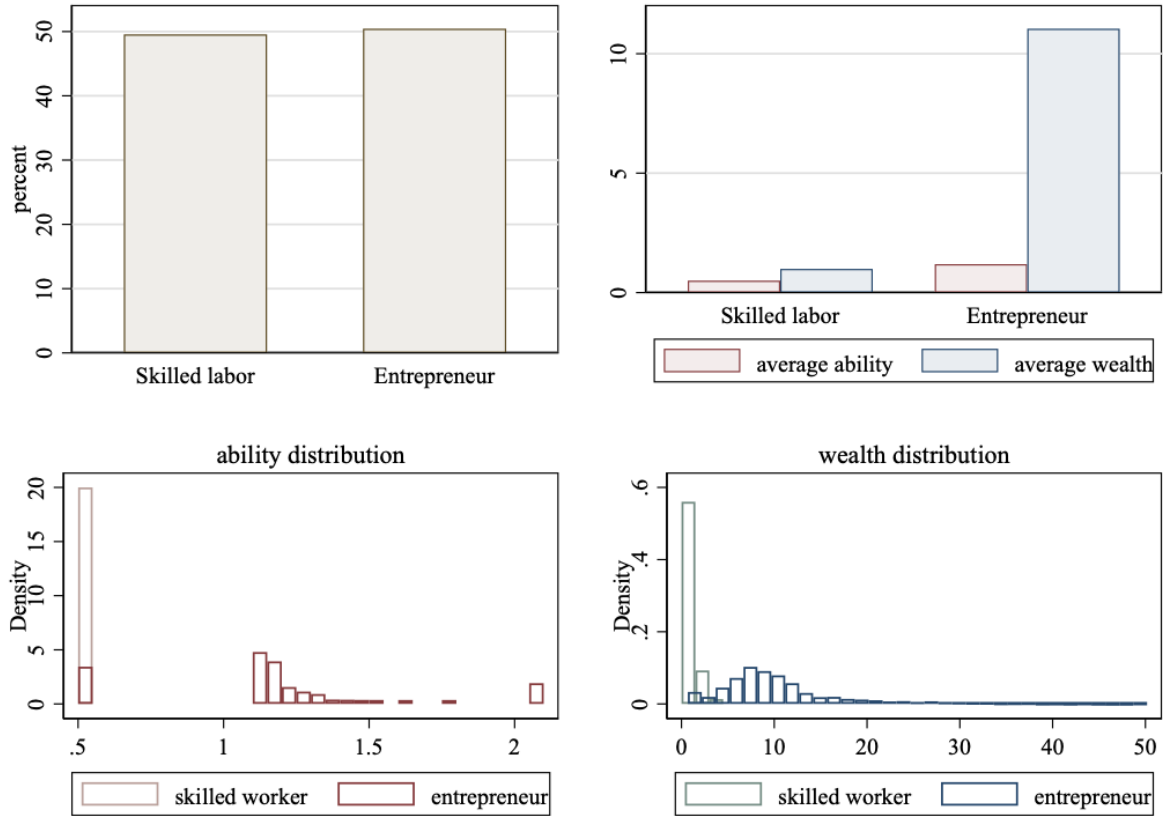 percent
50
40
30
20
10
0
Skilled labor
Entrepreneur
10
5
0
Skilled labor
Entrepreneur
average ability
average wealth
ability distribution
Density
20
15
10
5
0
.5
1
1.5
2
skilled worker
entrepreneur
wealth distribution
Density
.6
.4
.2
0
0
10
20
30
40
50
skilled worker
entrepreneur